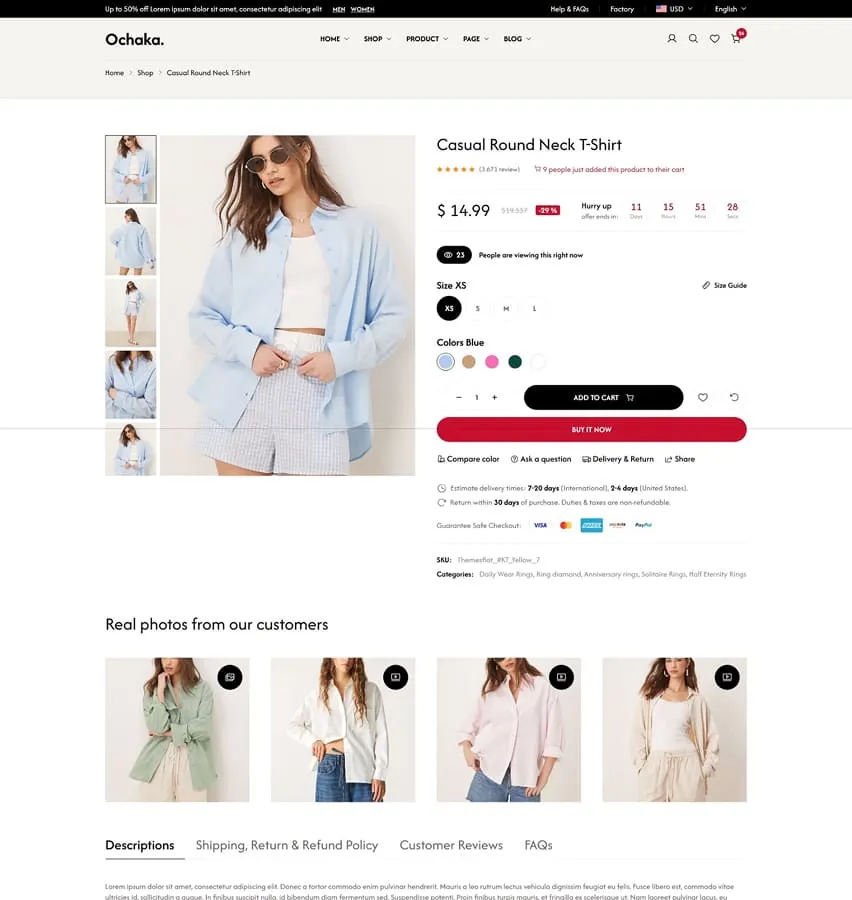 Up to 50% off Lorem ipsum dolor sit amet, consectetur adipiscing elit MEN WOMEN Help & FAQs Factory USD English
Ochaka. HOME SHOP PRODUCT PAGE BLOG
Home > Shop > Casual Round Neck T-Shirt
Casual Round Neck T-Shirt
(3.671 review) 9 people just added this product to their cart
$ 14.99 -29 % Hurry up offer ends in: 11 Days 15 Hours 51 Mins 28 Secs
23 People are viewing this right now
Size XS Size Guide
XS S M L
Colors Blue
− 1 + ADD TO CART
BUY IT NOW
Compare color Ask a question Delivery & Return Share
Estimate delivery times: 7-20 days (International), 2-4 days (United States).
Return within 30 days of purchase. Duties & taxes are non-refundable.
Guarantee Safe Checkout: VISA PayPal
SKU: Themesflat_#KT_Yellow_7
Categories: Daily Wear Rings, Ring diamond, Anniversary rings, Solitaire Rings, Half Eternity Rings
Real photos from our customers
Descriptions Shipping, Return & Refund Policy Customer Reviews FAQs
Lorem ipsum dolor sit amet, consectetur adipiscing elit. Donec a tortor commodo enim pulvinar hendrerit. Mauris a leo rutrum lectus vehicula dignissim feugiat eu felis. Fusce libero est, commodo vitae
ultricies id, sollicitudin a augue. In finibus suscipit nulla, id bibendum diam fermentum sed. Suspendisse potenti. Proin finibus turpis mauris, et fringilla ex scelerisque ut. Nam laoreet pulvinar lacus, eu